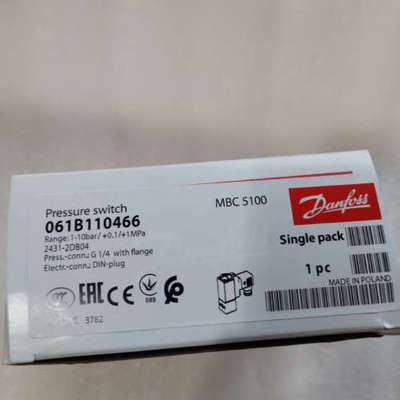 Pressure switch
061B110466
Range: 1-10bar/ +0,1/+1MPa
2431-2DB04
Press.-conn.: G 1/4 with flange
Electr.-conn.: DIN-plug
MBC 5100
Danfoss
Single pack
1 pc
MADE IN POLAND
EAC
CE
3782